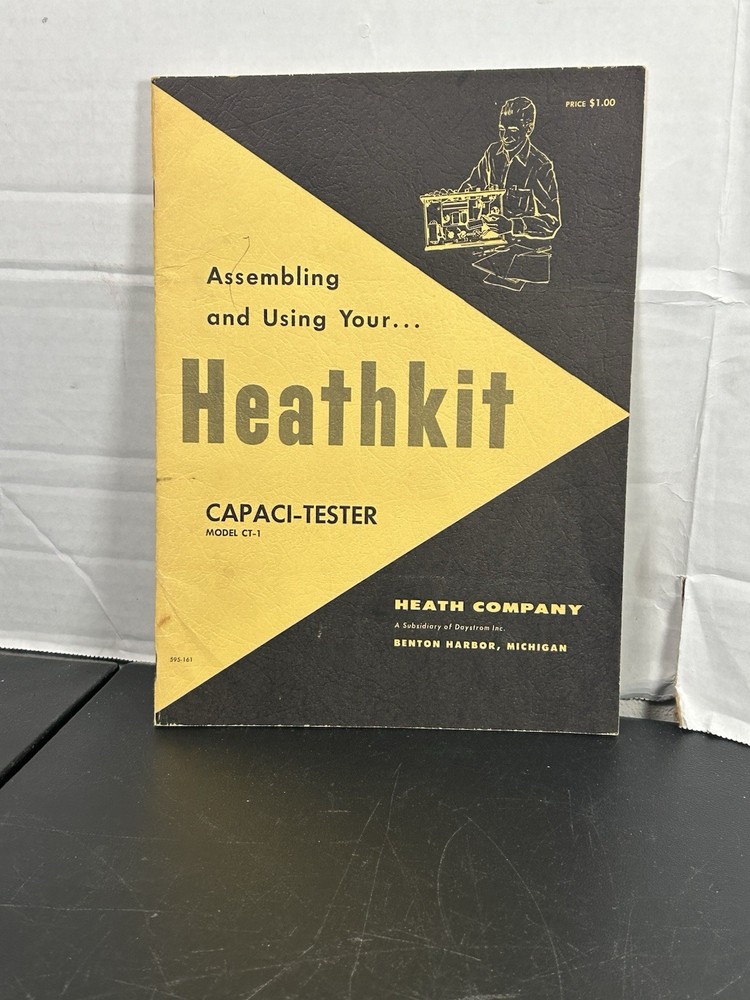 PRICE $1.00
Assembling
and Using Your...
Heathkit
CAPACI-TESTER
MODEL CT-1
HEATH COMPANY
A Subsidiary of Daystrom Inc.
BENTON HARBOR, MICHIGAN
595-161